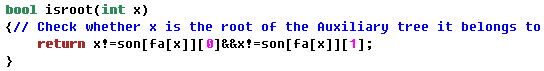 bool isroot(int x)
{// Check whether x is the root of the Auxiliary tree it belongs to
    return x!=son[fa[x]][0]&&x!=son[fa[x]][1];
}